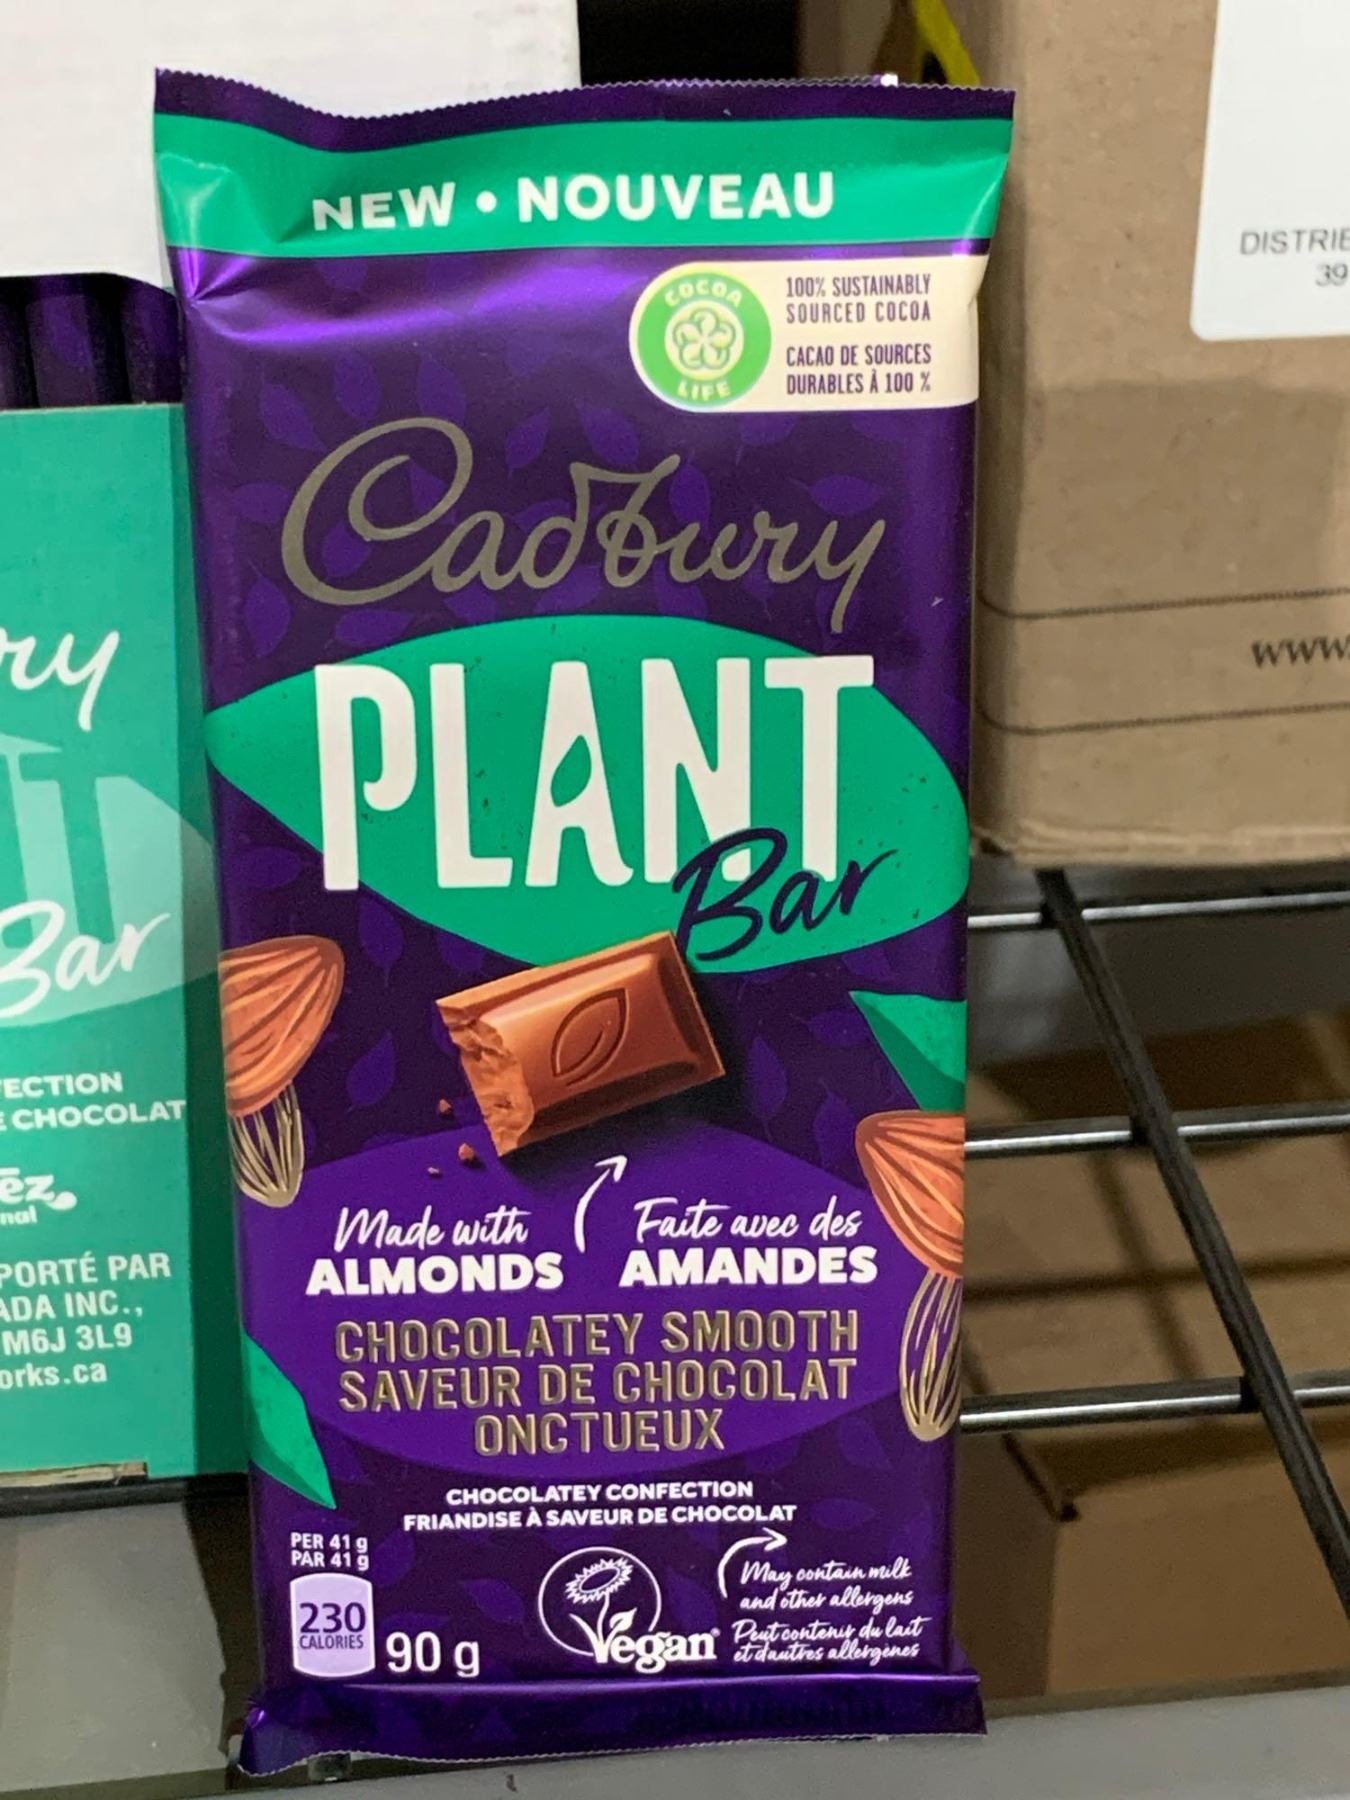 NEW • NOUVEAU
COCOA
LIFE
100% SUSTAINABLY
SOURCED COCOA
CACAO DE SOURCES
DURABLES À 100 %
Cadbury
PLANT
Bar
Made with
ALMONDS
Faite avec des
AMANDES
CHOCOLATEY SMOOTH
SAVEUR DE CHOCOLAT
ONCTUEUX
CHOCOLATEY CONFECTION
FRIANDISE À SAVEUR DE CHOCOLAT
PER 41 g
PAR 41 g
230
CALORIES
90 g
Vegan
May contain milk
and other allergens
Peut contenir du lait
et d'autres allergènes
ry
Bar
ECTION
E CHOCOLAT
ēz
nal
PORTÉ PAR
ADA INC.,
M6J 3L9
orks.ca
DISTRIB
39
www